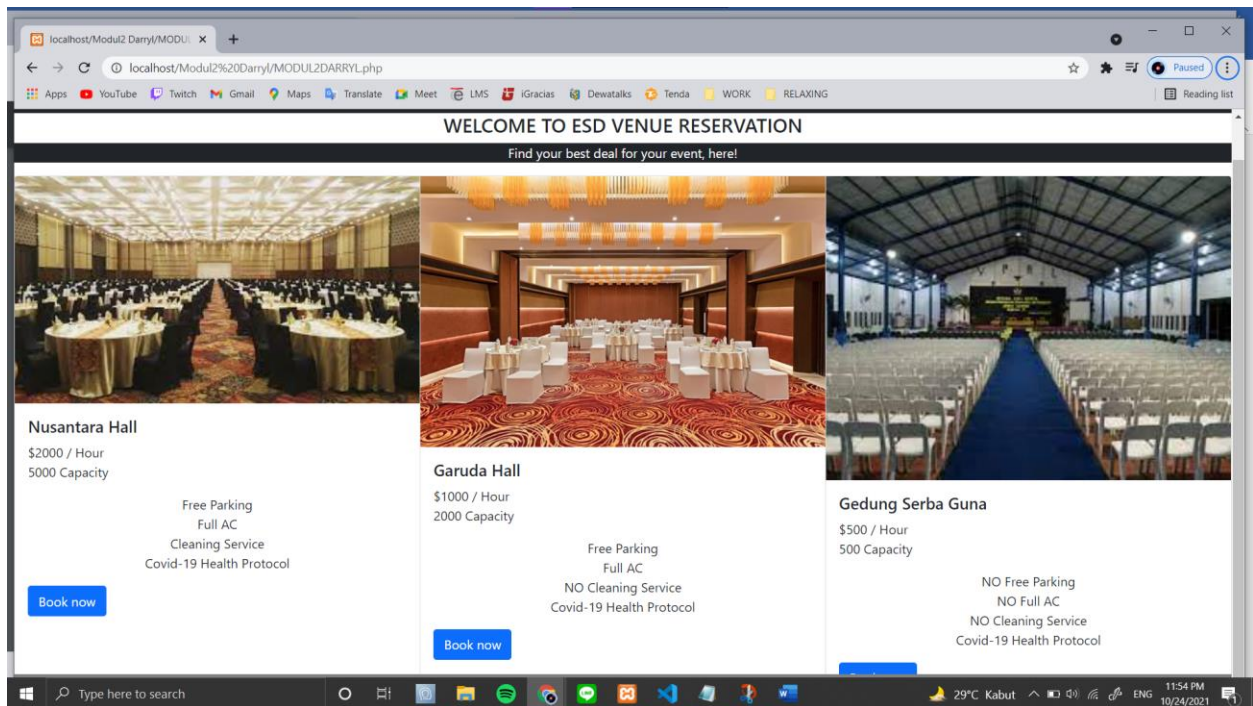 localhost/Modul2 Darryl/MODUL
localhost/Modul2%20Darryl/MODUL2DARRYL.php
Paused
Apps YouTube Twitch Gmail Maps Translate Meet LMS iGracias Dewatalks Tenda WORK RELAXING Reading list
WELCOME TO ESD VENUE RESERVATION
Find your best deal for your event, here!
Nusantara Hall
$2000 / Hour
5000 Capacity
Free Parking
Full AC
Cleaning Service
Covid-19 Health Protocol
Book now
Garuda Hall
$1000 / Hour
2000 Capacity
Free Parking
Full AC
NO Cleaning Service
Covid-19 Health Protocol
Book now
V P R L
Gedung Serba Guna
$500 / Hour
500 Capacity
NO Free Parking
NO Full AC
NO Cleaning Service
Covid-19 Health Protocol
Type here to search
29°C Kabut
ENG
11:54 PM
10/24/2021
1